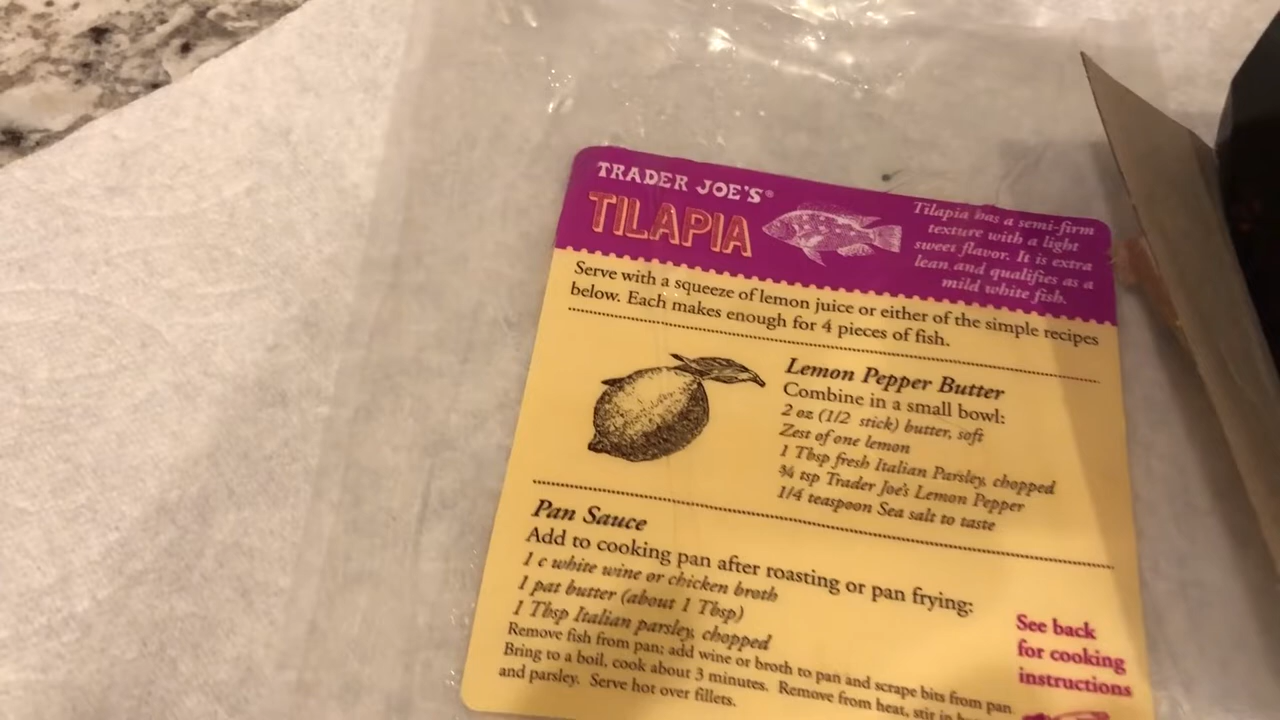 TRADER JOE'S®
TILAPIA
Tilapia has a semi-firm
texture with a light
sweet flavor. It is extra
lean and qualifies as a
mild white fish.
Serve with a squeeze of lemon juice or either of the simple recipes
below. Each makes enough for 4 pieces of fish.
Lemon Pepper Butter
Combine in a small bowl:
2 oz (1/2 stick) butter, soft
Zest of one lemon
1 Tbsp fresh Italian Parsley, chopped
¾ tsp Trader Joe's Lemon Pepper
1/4 teaspoon Sea salt to taste
Pan Sauce
Add to cooking pan after roasting or pan frying:
1 c white wine or chicken broth
1 pat butter (about 1 Tbsp)
1 Tbsp Italian parsley, chopped
Remove fish from pan; add wine or broth to pan and scrape bits from pan.
Bring to a boil, cook about 3 minutes. Remove from heat, stir in
and parsley. Serve hot over fillets.
See back
for cooking
instructions